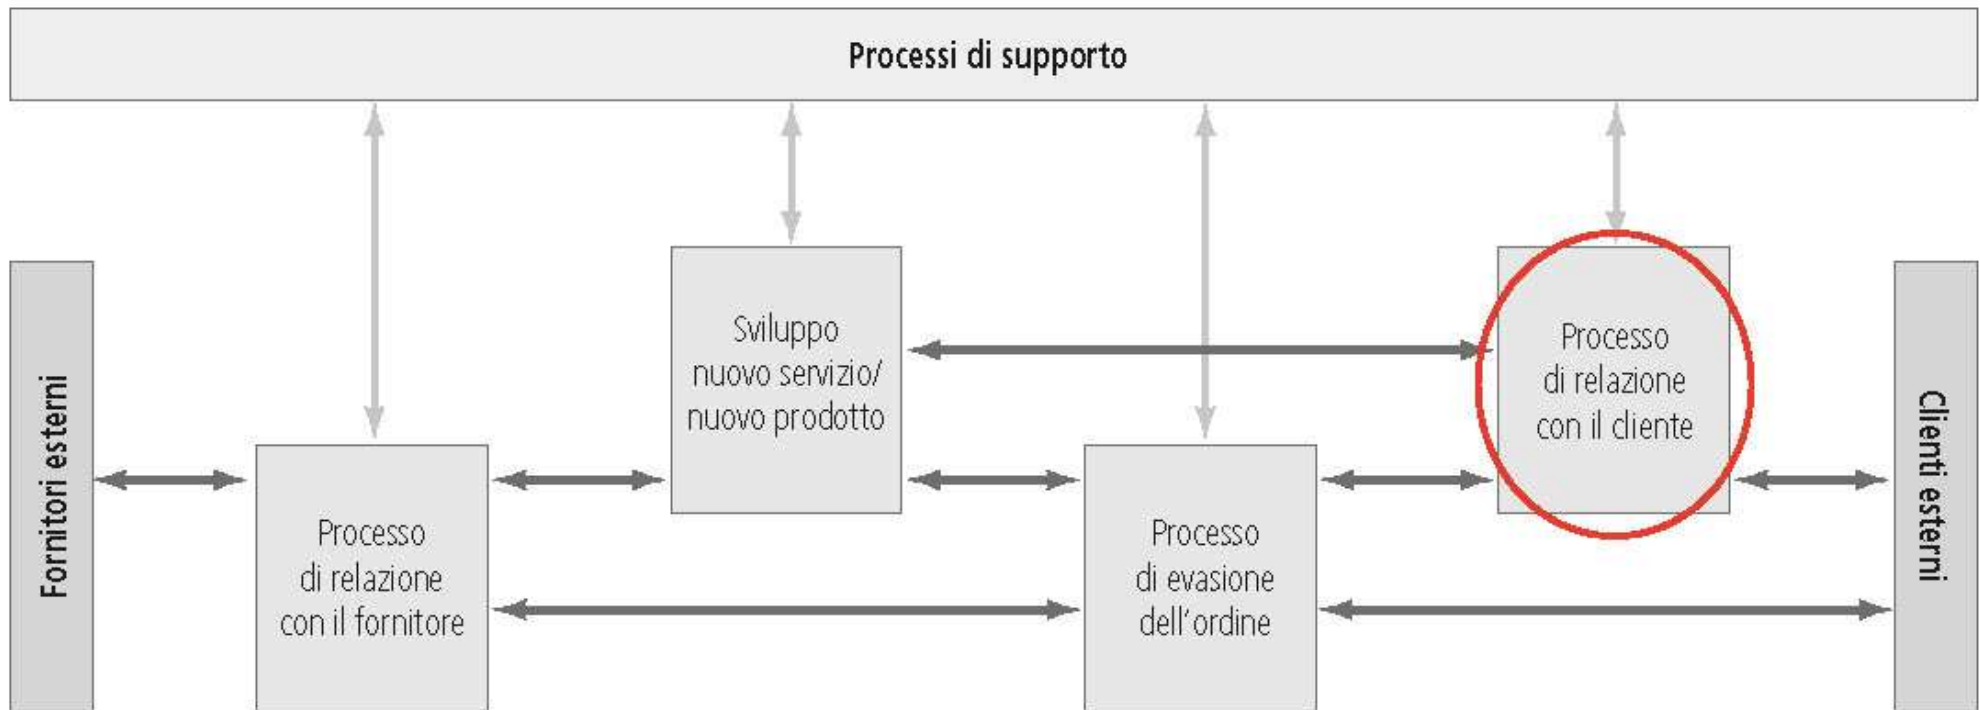 Processi di supporto
Fornitori esterni
Processo
di relazione
con il fornitore
Sviluppo
nuovo servizio/
nuovo prodotto
Processo
di evasione
dell'ordine
Processo
di relazione
con il cliente
Clienti esterni